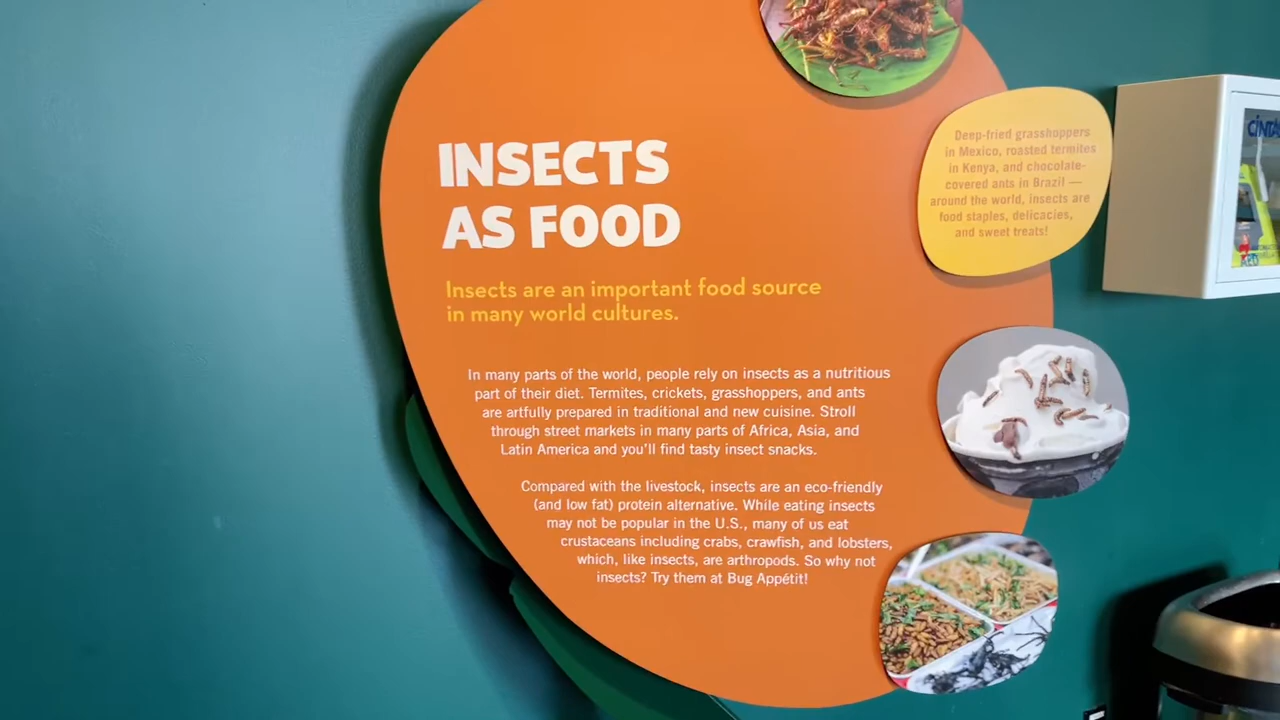 INSECTS
AS FOOD
Insects are an important food source
in many world cultures.
In many parts of the world, people rely on insects as a nutritious
part of their diet. Termites, crickets, grasshoppers, and ants
are artfully prepared in traditional and new cuisine. Stroll
through street markets in many parts of Africa, Asia, and
Latin America and you'll find tasty insect snacks.
Compared with the livestock, insects are an eco-friendly
(and low fat) protein alternative. While eating insects
may not be popular in the U.S., many of us eat
crustaceans including crabs, crawfish, and lobsters,
which, like insects, are arthropods. So why not
insects? Try them at Bug Appétit!
Deep-fried grasshoppers
in Mexico, roasted termites
in Kenya, and chocolate-
covered ants in Brazil —
around the world, insects are
food staples, delicacies,
and sweet treats!